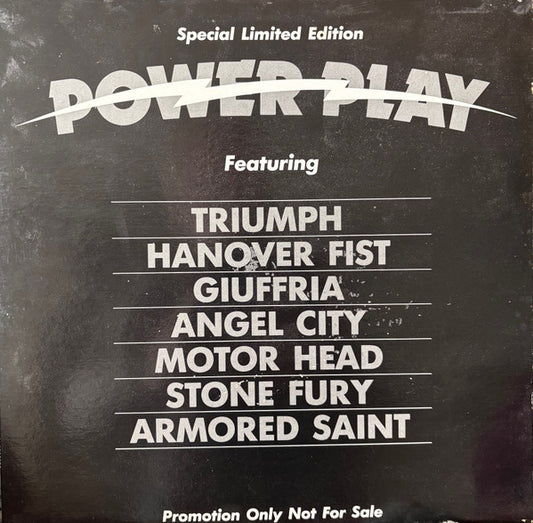 Special Limited Edition
POWER PLAY
Featuring
TRIUMPH
HANOVER FIST
GIUFFRIA
ANGEL CITY
MOTOR HEAD
STONE FURY
ARMORED SAINT
Promotion Only Not For Sale